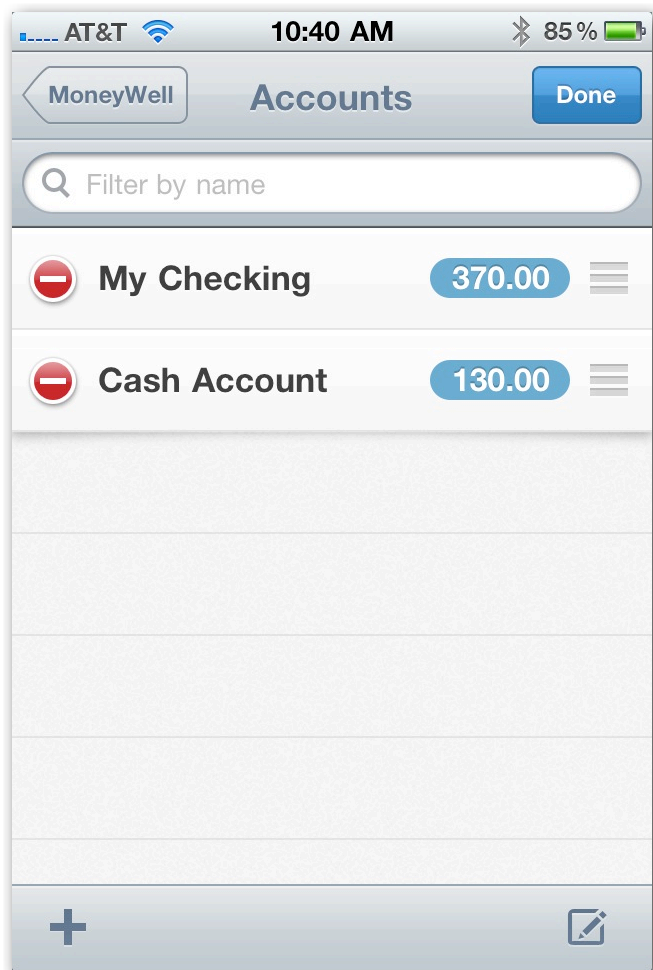 AT&T 10:40 AM 85%
MoneyWell Accounts Done
Filter by name
My Checking 370.00
Cash Account 130.00